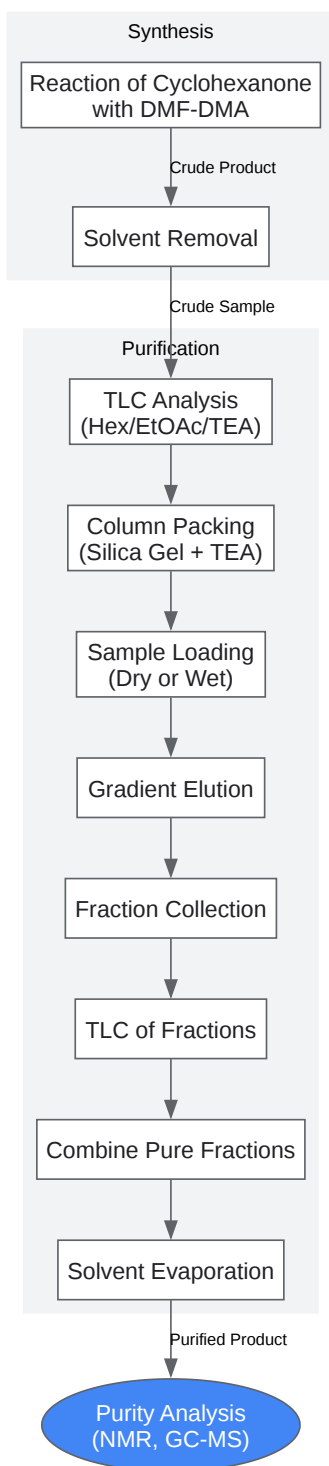 Synthesis
Reaction of Cyclohexanone
with DMF-DMA
Crude Product
Solvent Removal
Crude Sample
Purification
TLC Analysis
(Hex/EtOAc/TEA)
Column Packing
(Silica Gel + TEA)
Sample Loading
(Dry or Wet)
Gradient Elution
Fraction Collection
TLC of Fractions
Combine Pure Fractions
Solvent Evaporation
Purified Product
Purity Analysis
(NMR, GC-MS)